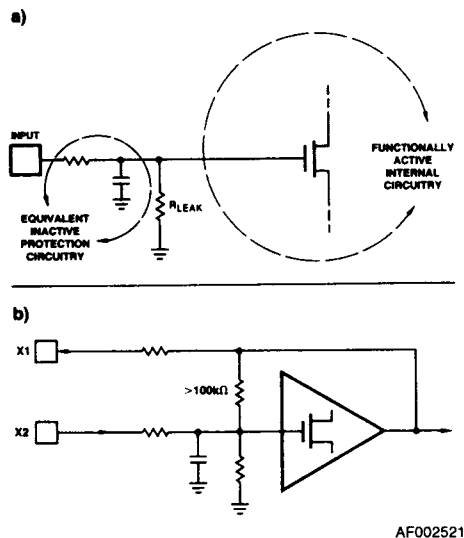 a)
INPUT
FUNCTIONALLY
ACTIVE
INTERNAL
CIRCUITRY
RLEAK
EQUIVALENT
INACTIVE
PROTECTION
CIRCUITRY
b)
X1
>100kΩ
X2
AF002521